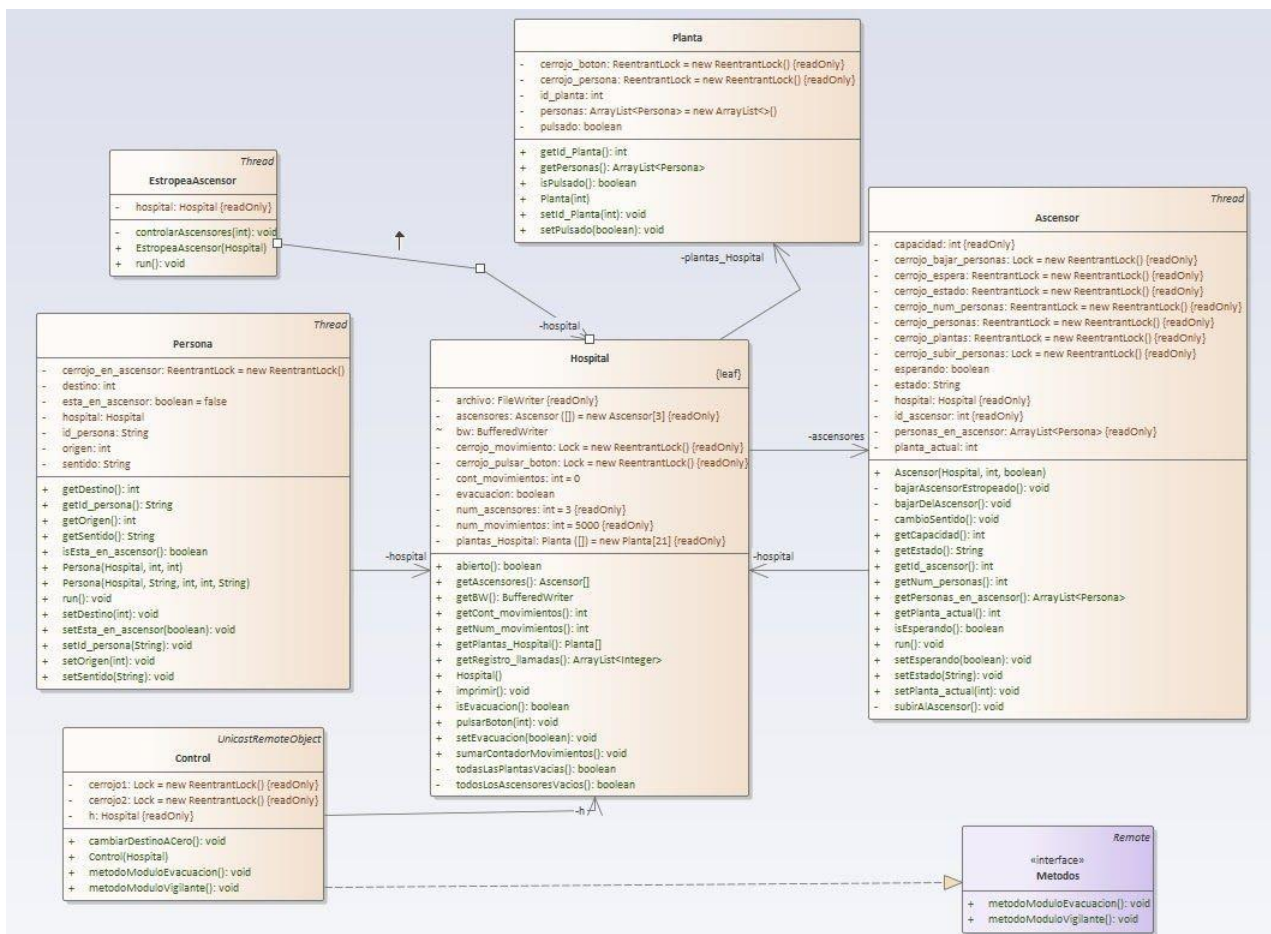 Planta
- cerrojo_boton: ReentrantLock = new ReentrantLock() {readOnly}
- cerrojo_persona: ReentrantLock = new ReentrantLock() {readOnly}
- id_planta: int
- personas: ArrayList<Persona> = new ArrayList<>()
- pulsado: boolean
+ getId_Planta(): int
+ getPersonas(): ArrayList<Persona>
+ isPulsado(): boolean
+ Planta(int)
+ setId_Planta(int): void
+ setPulsado(boolean): void
Thread
EstropeaAscensor
- hospital: Hospital {readOnly}
- controlarAscensores(int): void
+ EstropeaAscensor(Hospital)
+ run(): void
-plantas_Hospital
-hospital
Thread
Ascensor
- capacidad: int {readOnly}
- cerrojo_bajar_personas: Lock = new ReentrantLock() {readOnly}
- cerrojo_espera: ReentrantLock = new ReentrantLock() {readOnly}
- cerrojo_estado: ReentrantLock = new ReentrantLock() {readOnly}
- cerrojo_num_personas: ReentrantLock = new ReentrantLock() {readOnly}
- cerrojo_personas: ReentrantLock = new ReentrantLock() {readOnly}
- cerrojo_plantas: ReentrantLock = new ReentrantLock() {readOnly}
- cerrojo_subir_personas: Lock = new ReentrantLock() {readOnly}
- esperando: boolean
- estado: String
- hospital: Hospital {readOnly}
- id_ascensor: int {readOnly}
- personas_en_ascensor: ArrayList<Persona> {readOnly}
- planta_actual: int
+ Ascensor(Hospital, int, boolean)
- bajarAscensorEstropeado(): void
- bajarDelAscensor(): void
- cambioSentido(): void
+ getCapacidad(): int
+ getEstado(): String
+ getId_ascensor(): int
+ getNum_personas(): int
+ getPersonas_en_ascensor(): ArrayList<Persona>
+ getPlanta_actual(): int
+ isEsperando(): boolean
+ run(): void
+ setEsperando(boolean): void
+ setEstado(String): void
+ setPlanta_actual(int): void
- subirAlAscensor(): void
Thread
Persona
- cerrojo_en_ascensor: ReentrantLock = new ReentrantLock()
- destino: int
- esta_en_ascensor: boolean = false
- hospital: Hospital
- id_persona: String
- origen: int
- sentido: String
+ getDestino(): int
+ getId_persona(): String
+ getOrigen(): int
+ getSentido(): String
+ isEsta_en_ascensor(): boolean
+ Persona(Hospital, int, int)
+ Persona(Hospital, String, int, int, String)
+ run(): void
+ setDestino(int): void
+ setEsta_en_ascensor(boolean): void
+ setId_persona(String): void
+ setOrigen(int): void
+ setSentido(String): void
Hospital
{leaf}
- archivo: FileWriter {readOnly}
- ascensores: Ascensor ([]) = new Ascensor[3] {readOnly}
~ bw: BufferedWriter
- cerrojo_movimiento: Lock = new ReentrantLock() {readOnly}
- cerrojo_pulsar_boton: Lock = new ReentrantLock() {readOnly}
- cont_movimientos: int = 0
- evacuacion: boolean
- num_ascensores: int = 3 {readOnly}
- num_movimientos: int = 5000 {readOnly}
- plantas_Hospital: Planta ([]) = new Planta[21] {readOnly}
+ abierto(): boolean
+ getAscensores(): Ascensor[]
+ getBW(): BufferedWriter
+ getCont_movimientos(): int
+ getNum_movimientos(): int
+ getPlantas_Hospital(): Planta[]
+ getRegistro_llamadas(): ArrayList<Integer>
+ Hospital()
+ imprimir(): void
+ isEvacuacion(): boolean
+ pulsarBoton(int): void
+ setEvacuacion(boolean): void
+ sumarContadorMovimientos(): void
- todasLasPlantasVacias(): boolean
- todosLosAscensoresVacios(): boolean
-ascensores
-hospital
-hospital
UnicastRemoteObject
Control
- cerrojo1: Lock = new ReentrantLock() {readOnly}
- cerrojo2: Lock = new ReentrantLock() {readOnly}
- h: Hospital {readOnly}
+ cambiarDestinoACero(): void
+ Control(Hospital)
+ metodoModuloEvacuacion(): void
+ metodoModuloVigilante(): void
-h
Remote
«interface»
Metodos
+ metodoModuloEvacuacion(): void
+ metodoModuloVigilante(): void